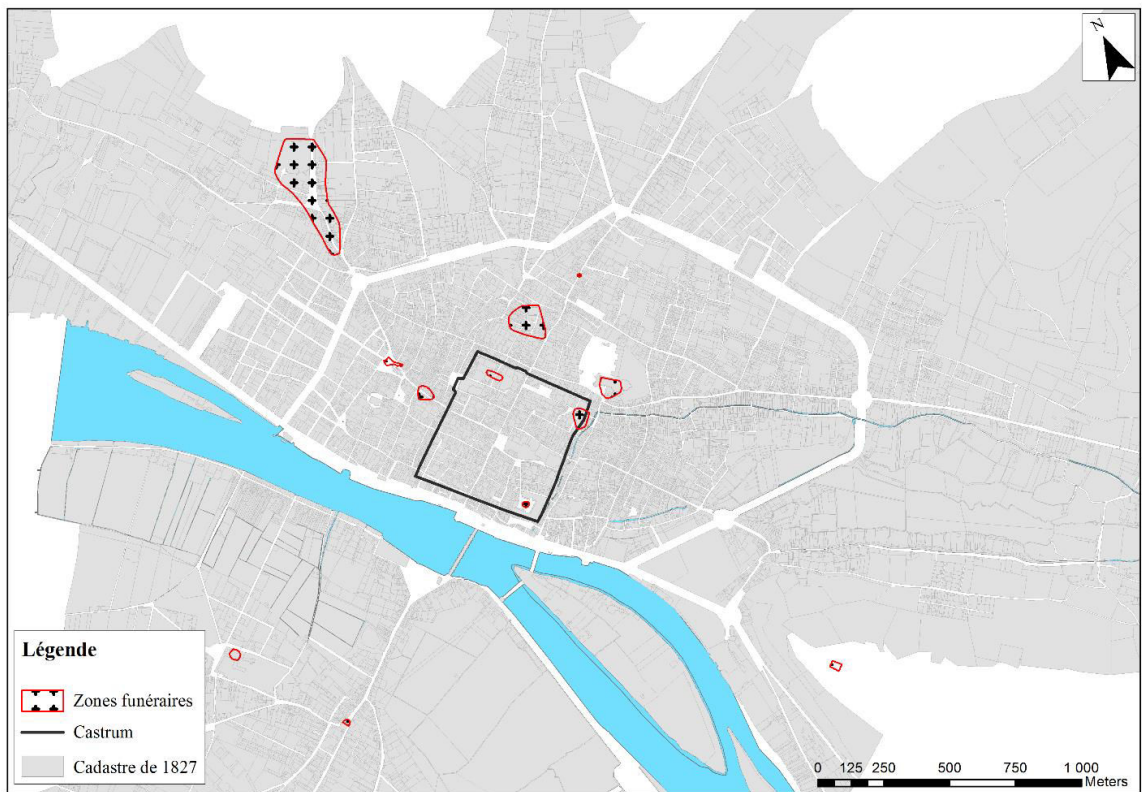 N
Légende
Zones funéraires
Castrum
Cadastre de 1827
0 125 250 500 750 1 000
Meters